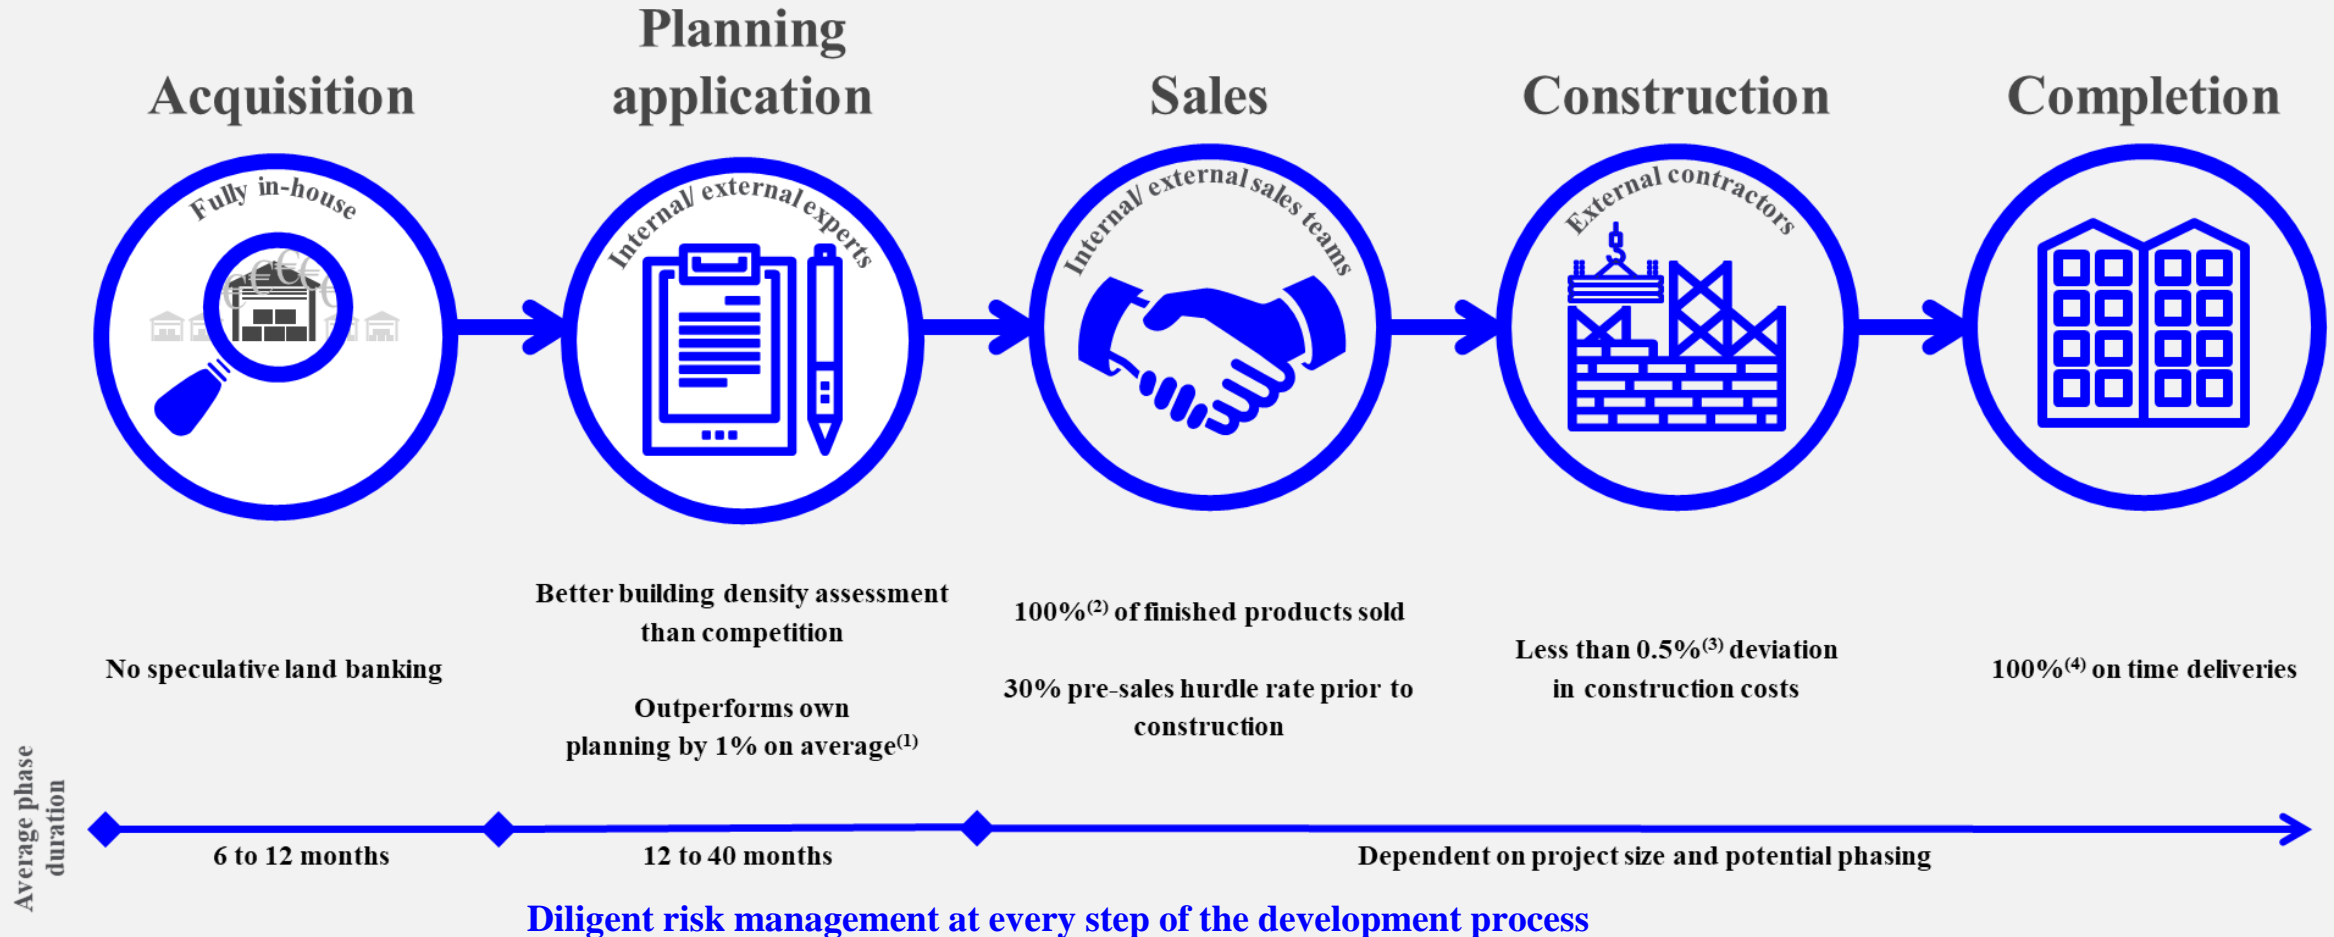 Planning
application
Acquisition
Sales
Construction
Completion
Fully in-house
Internal/ external experts
Internal/ external sales teams
External contractors
No speculative land banking
Better building density assessment
than competition
Outperforms own
planning by 1% on average(1)
100%(2) of finished products sold
30% pre-sales hurdle rate prior to
construction
Less than 0.5%(3) deviation
in construction costs
100%(4) on time deliveries
Average phase
duration
6 to 12 months
12 to 40 months
Dependent on project size and potential phasing
Diligent risk management at every step of the development process